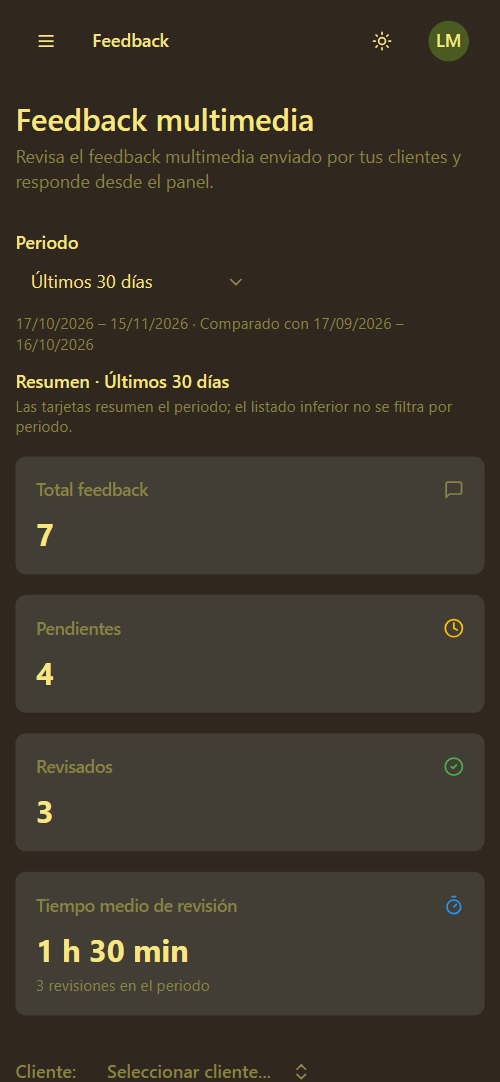 Feedback
LM
Feedback multimedia
Revisa el feedback multimedia enviado por tus clientes y
responde desde el panel.
Periodo
Últimos 30 días
17/10/2026 – 15/11/2026 · Comparado con 17/09/2026 –
16/10/2026
Resumen · Últimos 30 días
Las tarjetas resumen el periodo; el listado inferior no se filtra por
periodo.
Total feedback
7
Pendientes
4
Revisados
3
Tiempo medio de revisión
1 h 30 min
3 revisiones en el periodo
Cliente:
Seleccionar cliente...